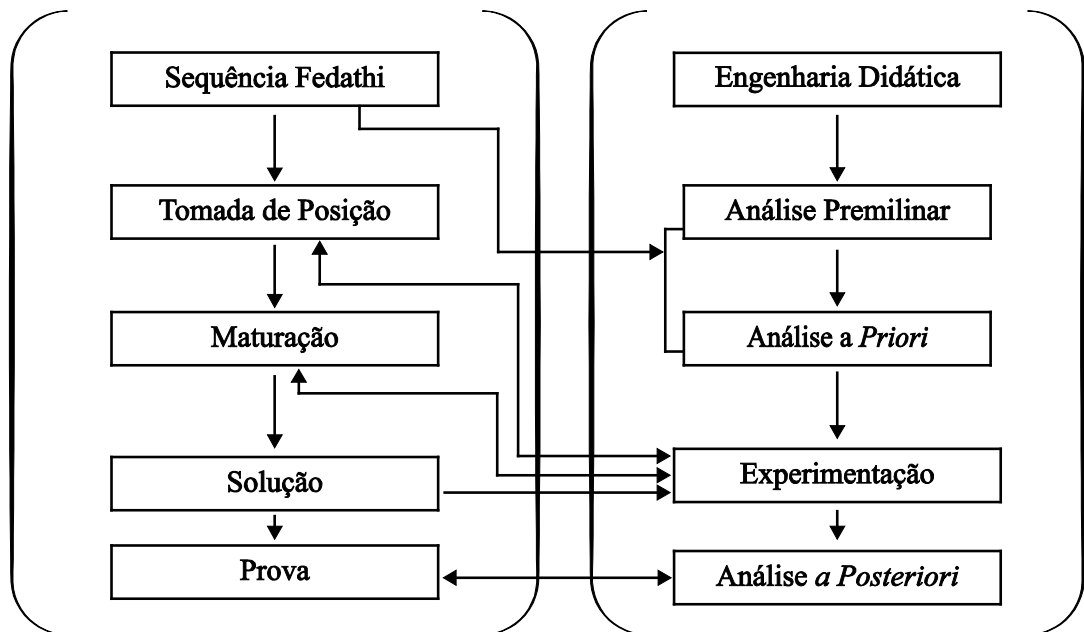 Sequência Fedathi
Tomada de Posição
Maturação
Solução
Prova
Engenharia Didática
Análise Premilinar
Análise a Priori
Experimentação
Análise a Posteriori